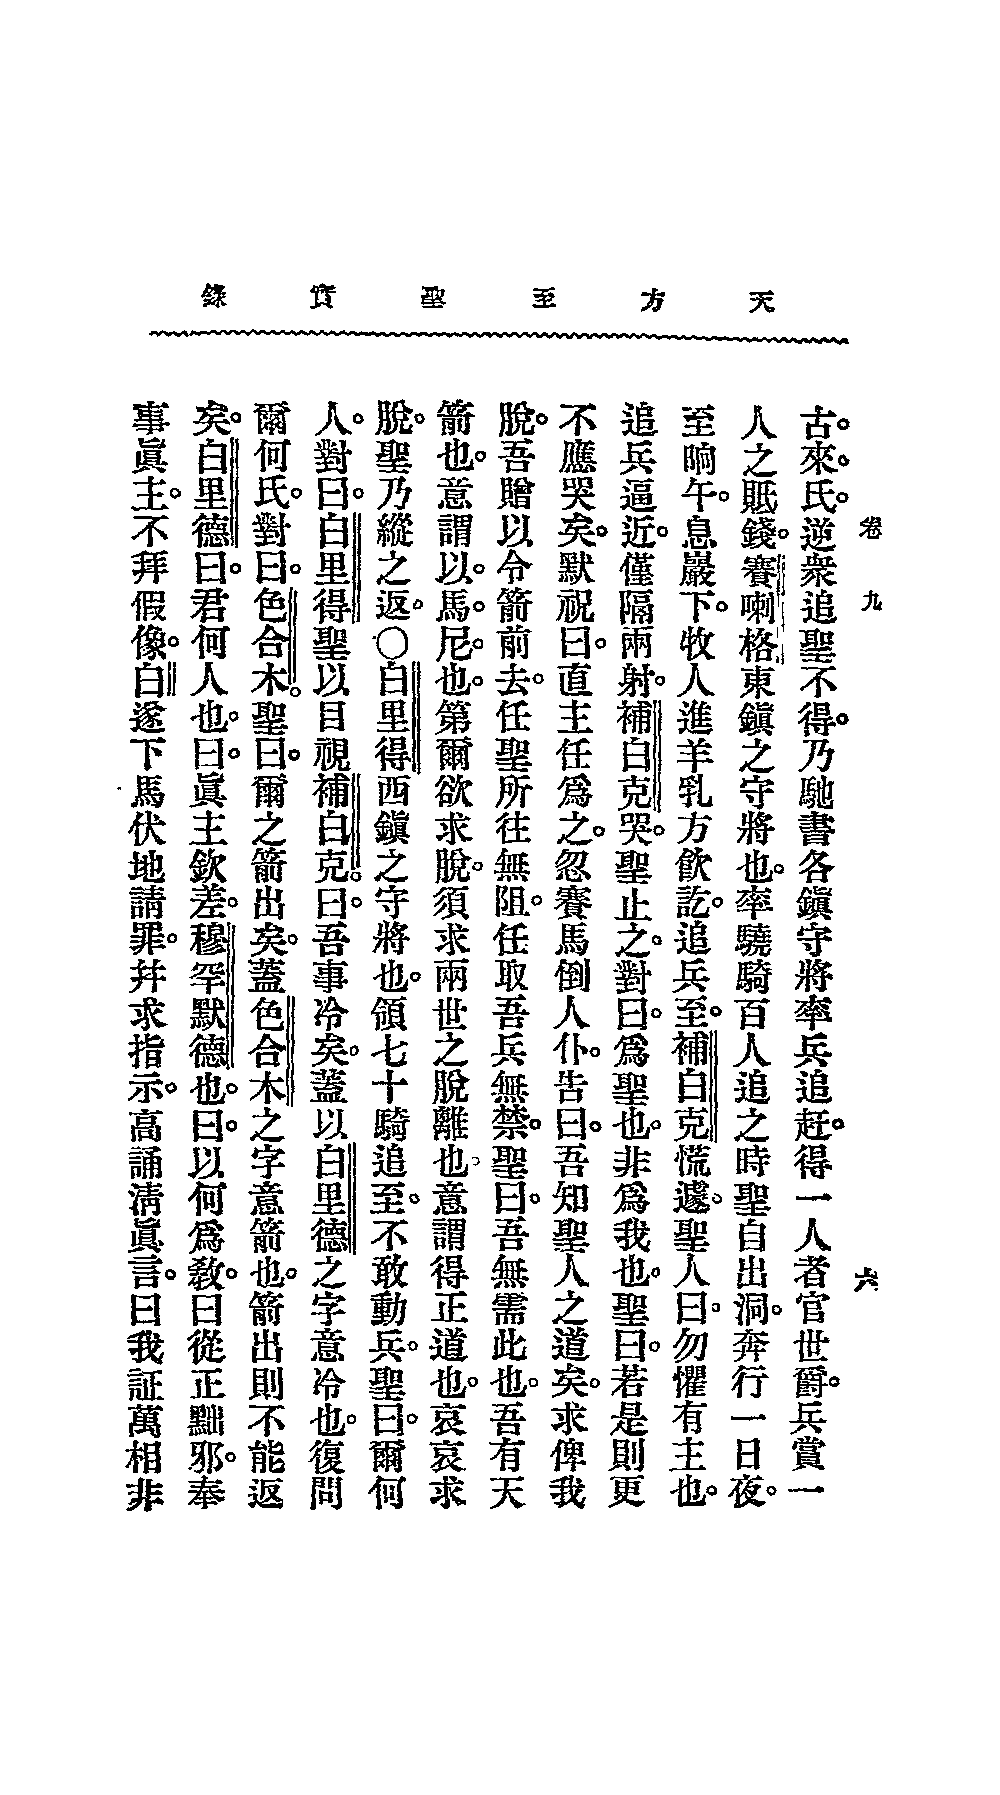 天方至聖實錄
卷九
六
古。來。氏。逆衆追聖不得。乃馳書各鎮守將率兵追赶。得一人者官世爵。兵賞一
人之賍錢。賽喇格東鎮之守將也。率驍騎百人追之時聖自出洞。奔行一日夜。
至晌午。息巖下。牧人進羊乳方飲訖。追兵至。補白克慌遽。聖人曰。勿懼有主也。
追兵逼近。僅隔兩射。補白克哭。聖止之。對曰。爲聖也。非爲我也。聖曰。若是則更
不應哭矣。默祝曰。直主任爲之。忽賽馬倒人仆。告曰。吾知聖人之道矣。求俾我
脫。吾贈以令箭前去。任聖所往無阻。任取吾兵無禁。聖曰。吾無需此也。吾有天
箭也。意謂以。馬。尼。也。第爾欲求脫。須求兩世之脫離也。意謂得正道也。哀哀求
脫。聖乃縱之返。〇白里得西鎮之守將也。領七十騎追至。不敢動兵。聖曰。爾何
人。對曰。白里得聖以目視補白克。曰。吾事冷矣。蓋以白里德之字意冷也。復問
爾何氏。對曰。色合木。聖曰。爾之箭出矣。蓋色合木之字意箭也。箭出則不能返
矣。白里德曰。君何人也。曰。眞主欽差。穆罕默德也。曰。以何爲敎。曰從正黜邪。奉
事眞主。不拜假像。白遂下馬伏地請罪。幷求指示。高誦淸眞言。曰我証萬相非